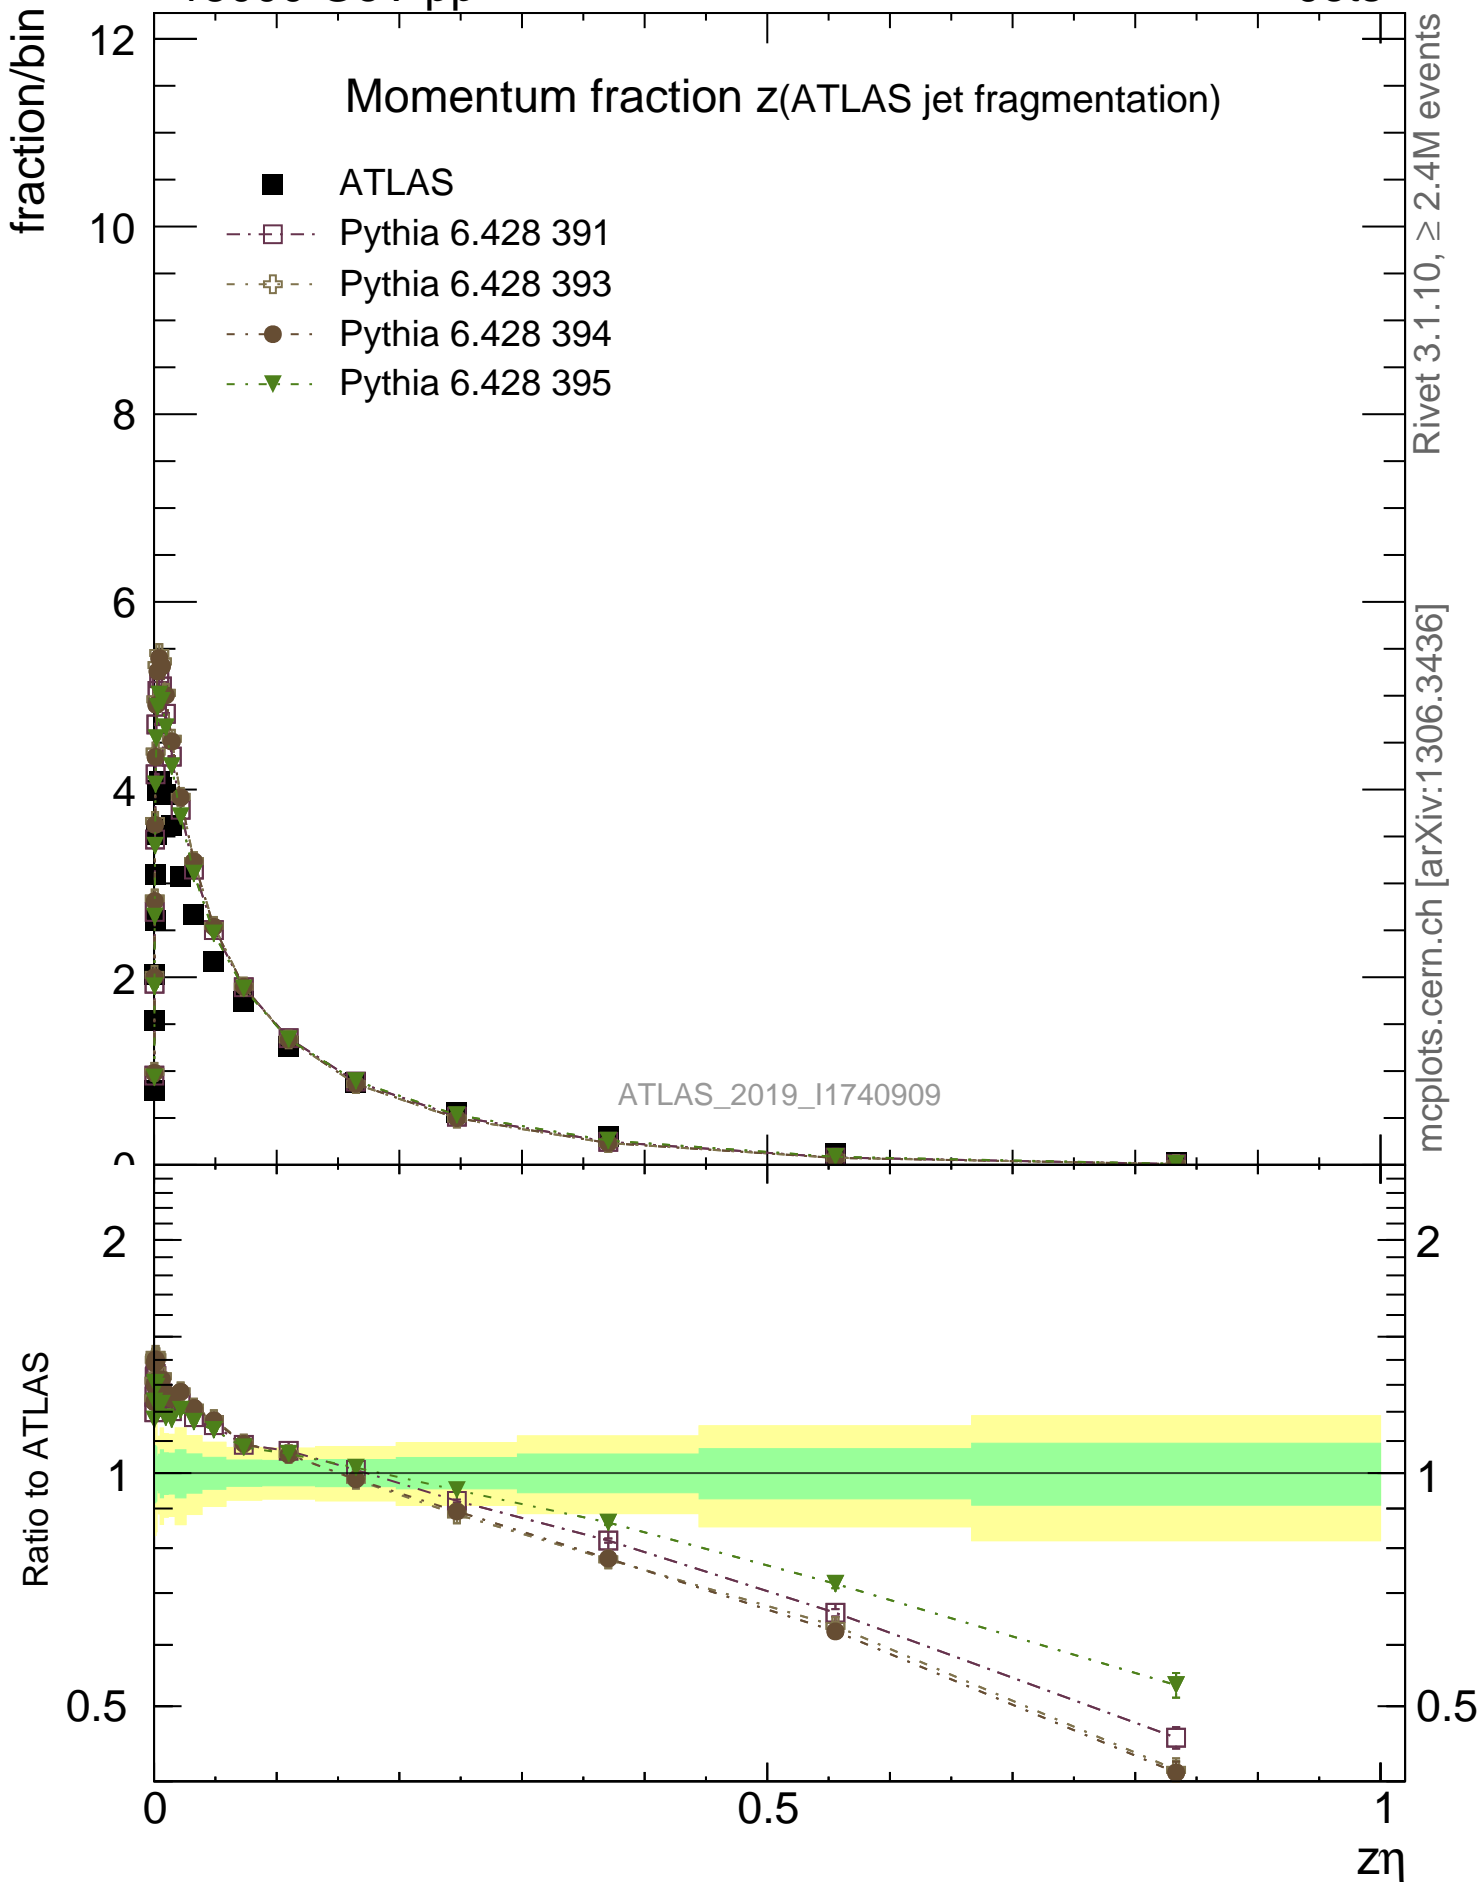 fraction/bin
Momentum fraction z(ATLAS jet fragmentation)
ATLAS
Pythia 6.428 391
Pythia 6.428 393
Pythia 6.428 394
Pythia 6.428 395
12
10
8
6
4
2
0
ATLAS_2019_I1740909
Rivet 3.1.10, ≥ 2.4M events
mcplots.cern.ch [arXiv:1306.3436]
Ratio to ATLAS
2
1
0.5
2
1
0.5
0
0.5
1
zη